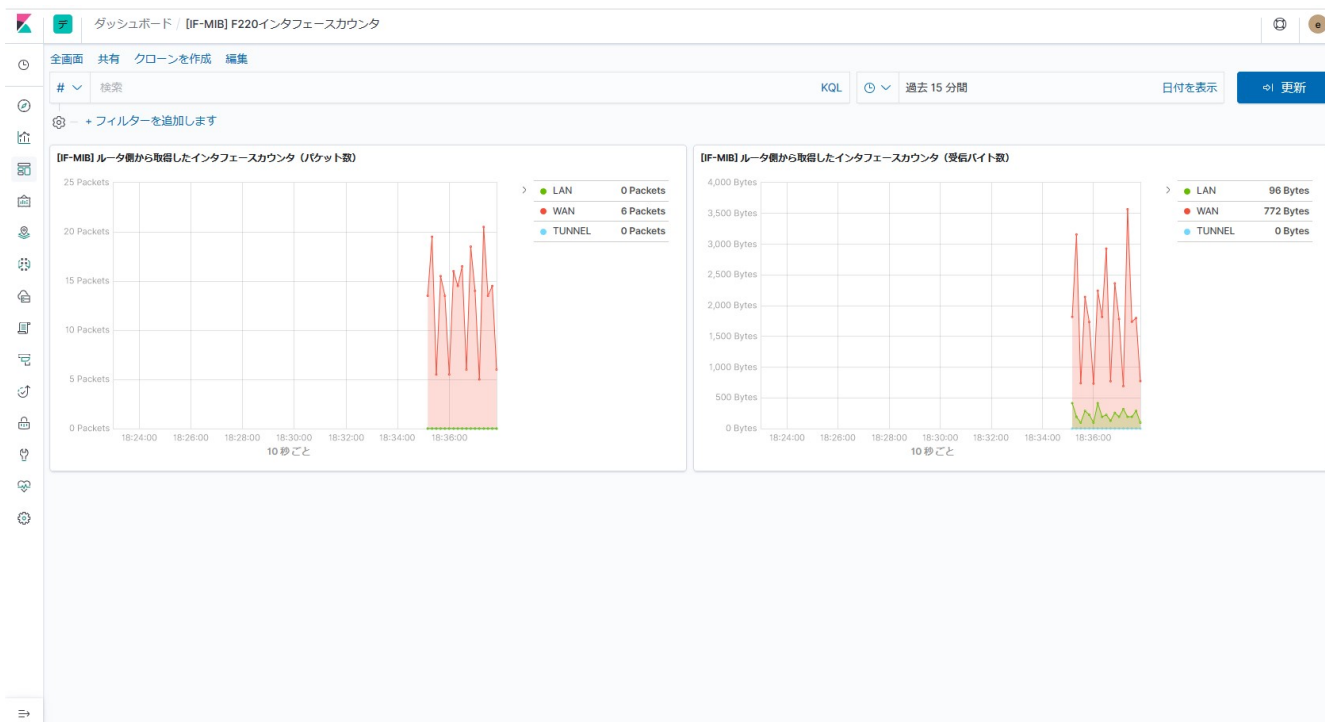 デ ダッシュボード / [IF-MIB] F220インタフェースカウンタ e
全画面 共有 クローンを作成 編集
# 検索 KQL 過去 15 分間 日付を表示 更新
+ フィルターを追加します
[IF-MIB] ルータ側から取得したインタフェースカウンタ（パケット数）
25 Packets
20 Packets
15 Packets
10 Packets
5 Packets
0 Packets
18:24:00 18:26:00 18:28:00 18:30:00 18:32:00 18:34:00 18:36:00
10 秒ごと
LAN 0 Packets
WAN 6 Packets
TUNNEL 0 Packets
[IF-MIB] ルータ側から取得したインタフェースカウンタ（受信バイト数）
4,000 Bytes
3,500 Bytes
3,000 Bytes
2,500 Bytes
2,000 Bytes
1,500 Bytes
1,000 Bytes
500 Bytes
0 Bytes
18:24:00 18:26:00 18:28:00 18:30:00 18:32:00 18:34:00 18:36:00
10 秒ごと
LAN 96 Bytes
WAN 772 Bytes
TUNNEL 0 Bytes